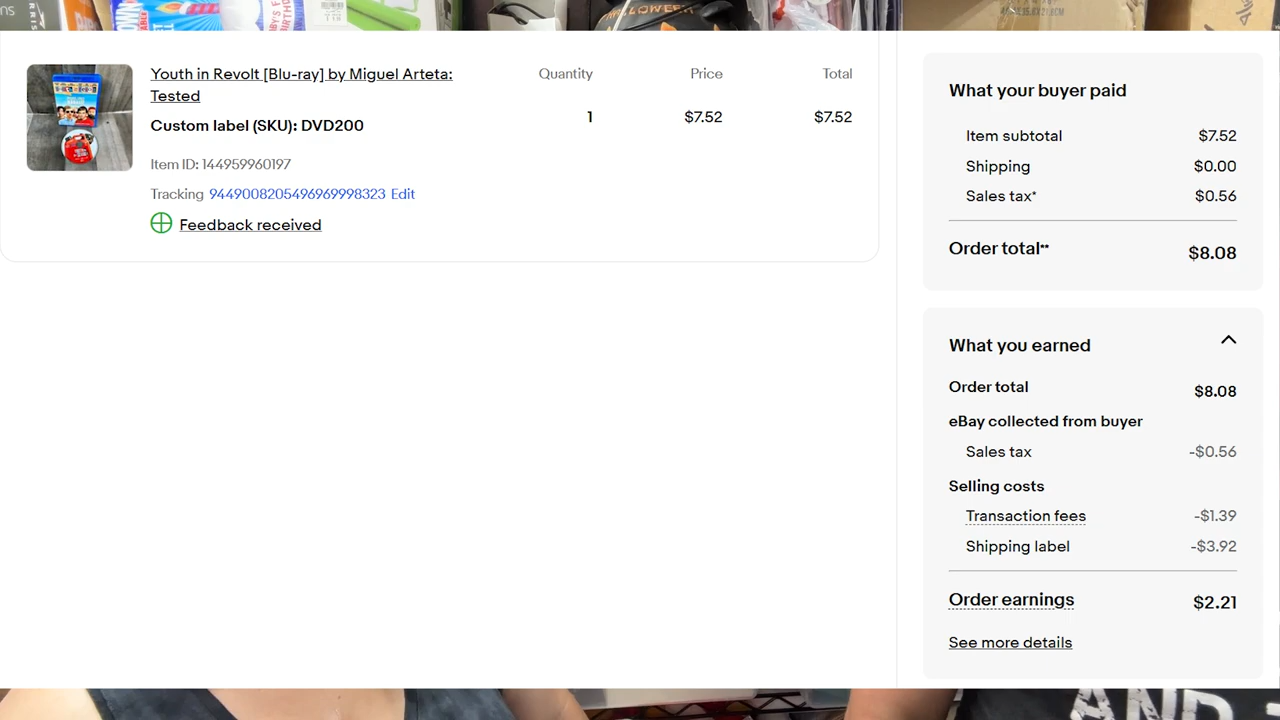 Youth in Revolt [Blu-ray] by Miguel Arteta:
Tested
Custom label (SKU): DVD200
Item ID: 144959960197
Tracking 9449008205496969998323 Edit
Feedback received
Quantity
1
Price
$7.52
Total
$7.52
What your buyer paid
Item subtotal $7.52
Shipping $0.00
Sales tax* $0.56
Order total** $8.08
What you earned
Order total $8.08
eBay collected from buyer
Sales tax -$0.56
Selling costs
Transaction fees -$1.39
Shipping label -$3.92
Order earnings $2.21
See more details
AND